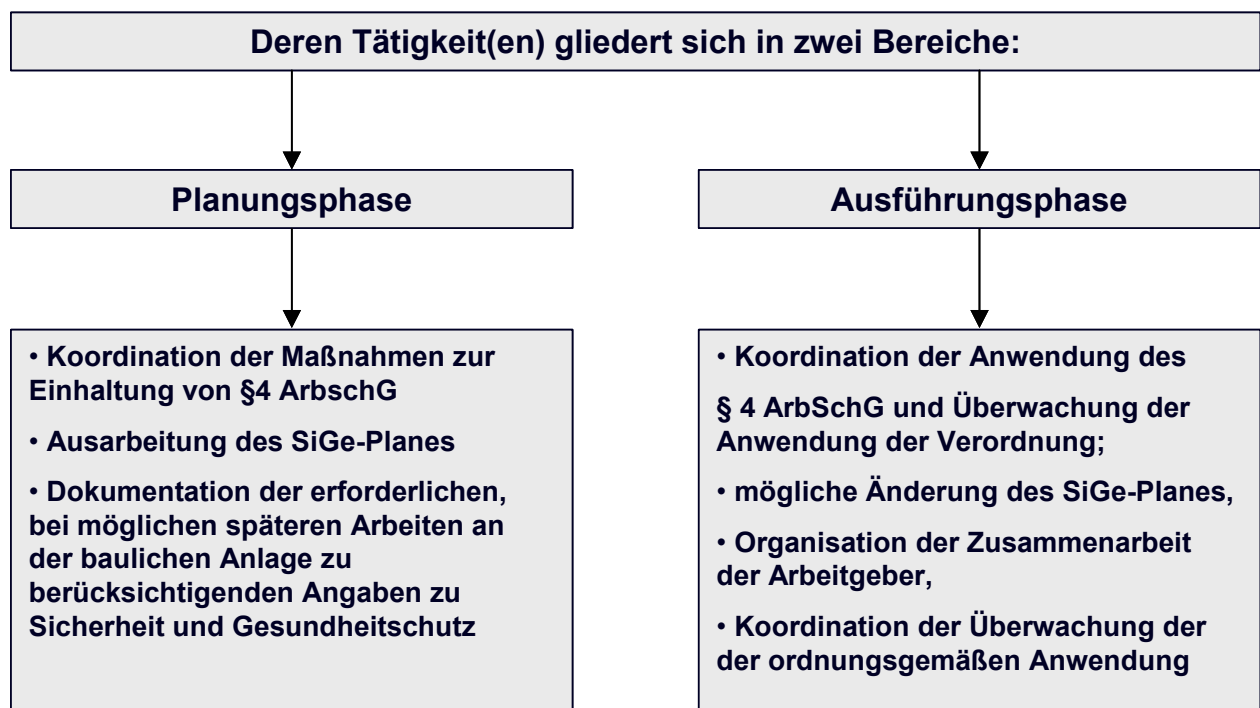 Deren Tätigkeit(en) gliedert sich in zwei Bereiche:
Planungsphase
• Koordination der Maßnahmen zur
Einhaltung von §4 ArbschG
• Ausarbeitung des SiGe-Planes
• Dokumentation der erforderlichen,
bei möglichen späteren Arbeiten an
der baulichen Anlage zu
berücksichtigenden Angaben zu
Sicherheit und Gesundheitschutz
Ausführungsphase
• Koordination der Anwendung des
§ 4 ArbSchG und Überwachung der
Anwendung der Verordnung;
• mögliche Änderung des SiGe-Planes,
• Organisation der Zusammenarbeit
der Arbeitgeber,
• Koordination der Überwachung der
der ordnungsgemäßen Anwendung